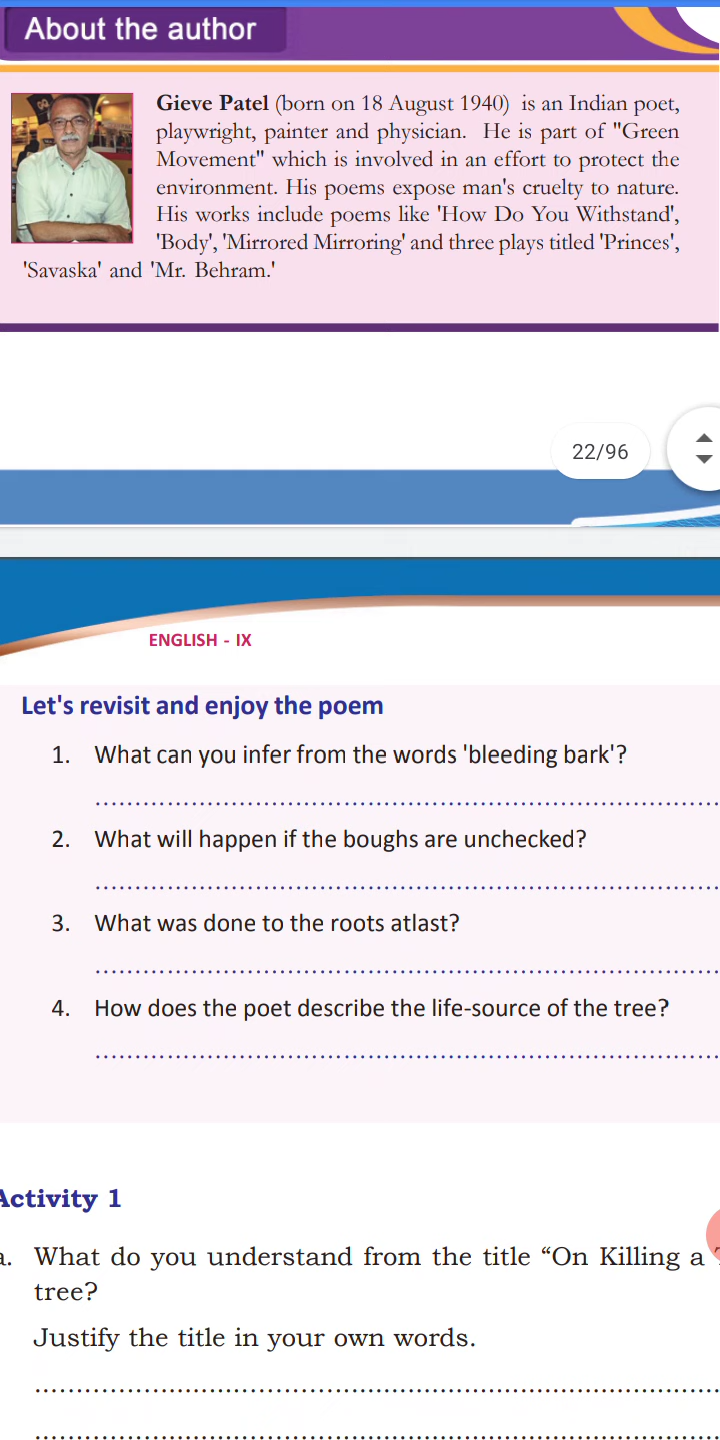 About the author
Gieve Patel (born on 18 August 1940) is an Indian poet,
playwright, painter and physician. He is part of "Green
Movement" which is involved in an effort to protect the
environment. His poems expose man's cruelty to nature.
His works include poems like 'How Do You Withstand',
'Body', 'Mirrored Mirroring' and three plays titled 'Princes',
'Savaska' and 'Mr. Behram.'
22/96
ENGLISH - IX
Let's revisit and enjoy the poem
1. What can you infer from the words 'bleeding bark'?
2. What will happen if the boughs are unchecked?
3. What was done to the roots atlast?
4. How does the poet describe the life-source of the tree?
Activity 1
a. What do you understand from the title “On Killing a
tree?
Justify the title in your own words.